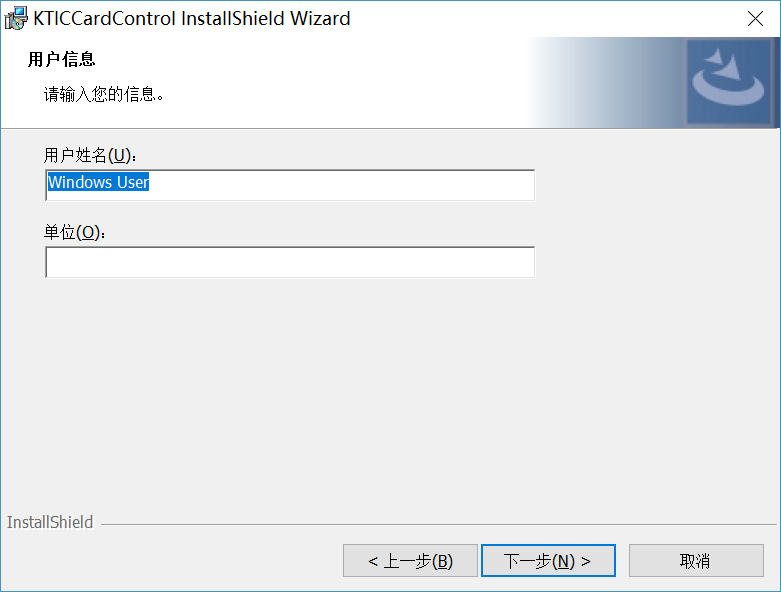 KTICCardControl InstallShield Wizard
用户信息
请输入您的信息。
用户姓名(U):
Windows User
单位(O):
InstallShield
< 上一步(B)
下一步(N) >
取消